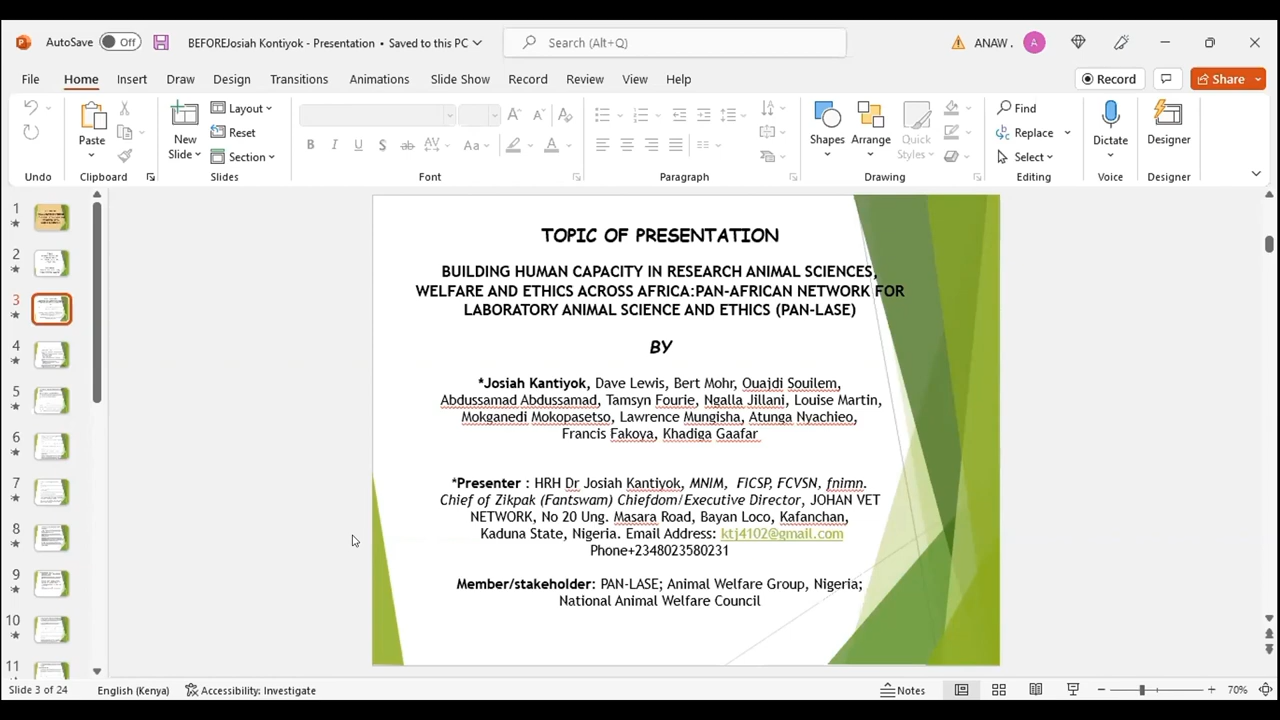 AutoSave Off BEFOREJosiah Kontiyok - Presentation • Saved to this PC Search (Alt+Q) ANAW . A
File Home Insert Draw Design Transitions Animations Slide Show Record Review View Help Record Share
Paste New Slide Layout Reset Section Aa Shapes Arrange Quick Styles Find Replace Select Dictate Designer
Undo Clipboard Slides Font Paragraph Drawing Editing Voice Designer
1
2
3
4
5
6
7
8
9
10
11
TOPIC OF PRESENTATION
BUILDING HUMAN CAPACITY IN RESEARCH ANIMAL SCIENCES,
WELFARE AND ETHICS ACROSS AFRICA:PAN-AFRICAN NETWORK FOR
LABORATORY ANIMAL SCIENCE AND ETHICS (PAN-LASE)
BY
*Josiah Kantiyok, Dave Lewis, Bert Mohr, Ouajdi Souilem,
Abdussamad Abdussamad, Tamsyn Fourie, Ngalla Jillani, Louise Martin,
Mokganedi Mokopasetso, Lawrence Mungisha, Atunga Nyachieo,
Francis Fakoya, Khadiga Gaafar
*Presenter : HRH Dr Josiah Kantiyok, MNIM, FICSP, FCVSN, fnimn.
Chief of Zikpak (Fantswam) Chiefdom/Executive Director, JOHAN VET
NETWORK, No 20 Ung. Masara Road, Bayan Loco, Kafanchan,
Kaduna State, Nigeria. Email Address: ktj4102@gmail.com
Phone+2348023580231
Member/stakeholder: PAN-LASE; Animal Welfare Group, Nigeria;
National Animal Welfare Council
Slide 3 of 24 English (Kenya) Accessibility: Investigate Notes 70%